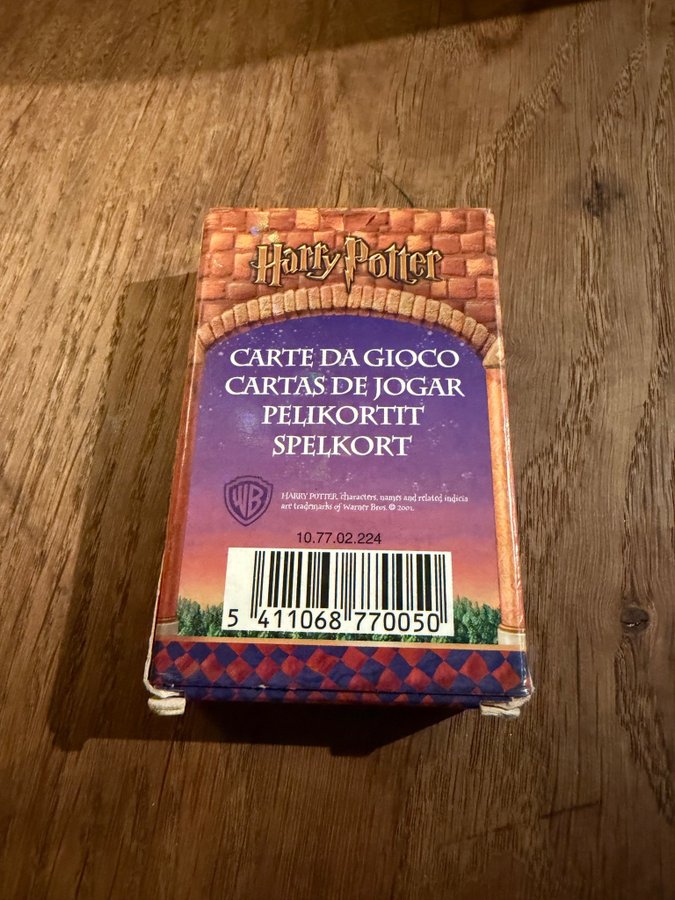 Harry Potter
CARTE DA GIOCO
CARTAS DE JOGAR
PELIKORTIT
SPELKORT
WB
HARRY POTTER, characters, names and related indicia
are trademarks of Warner Bros. © 2001.
10.77.02.224
5 411068 770050